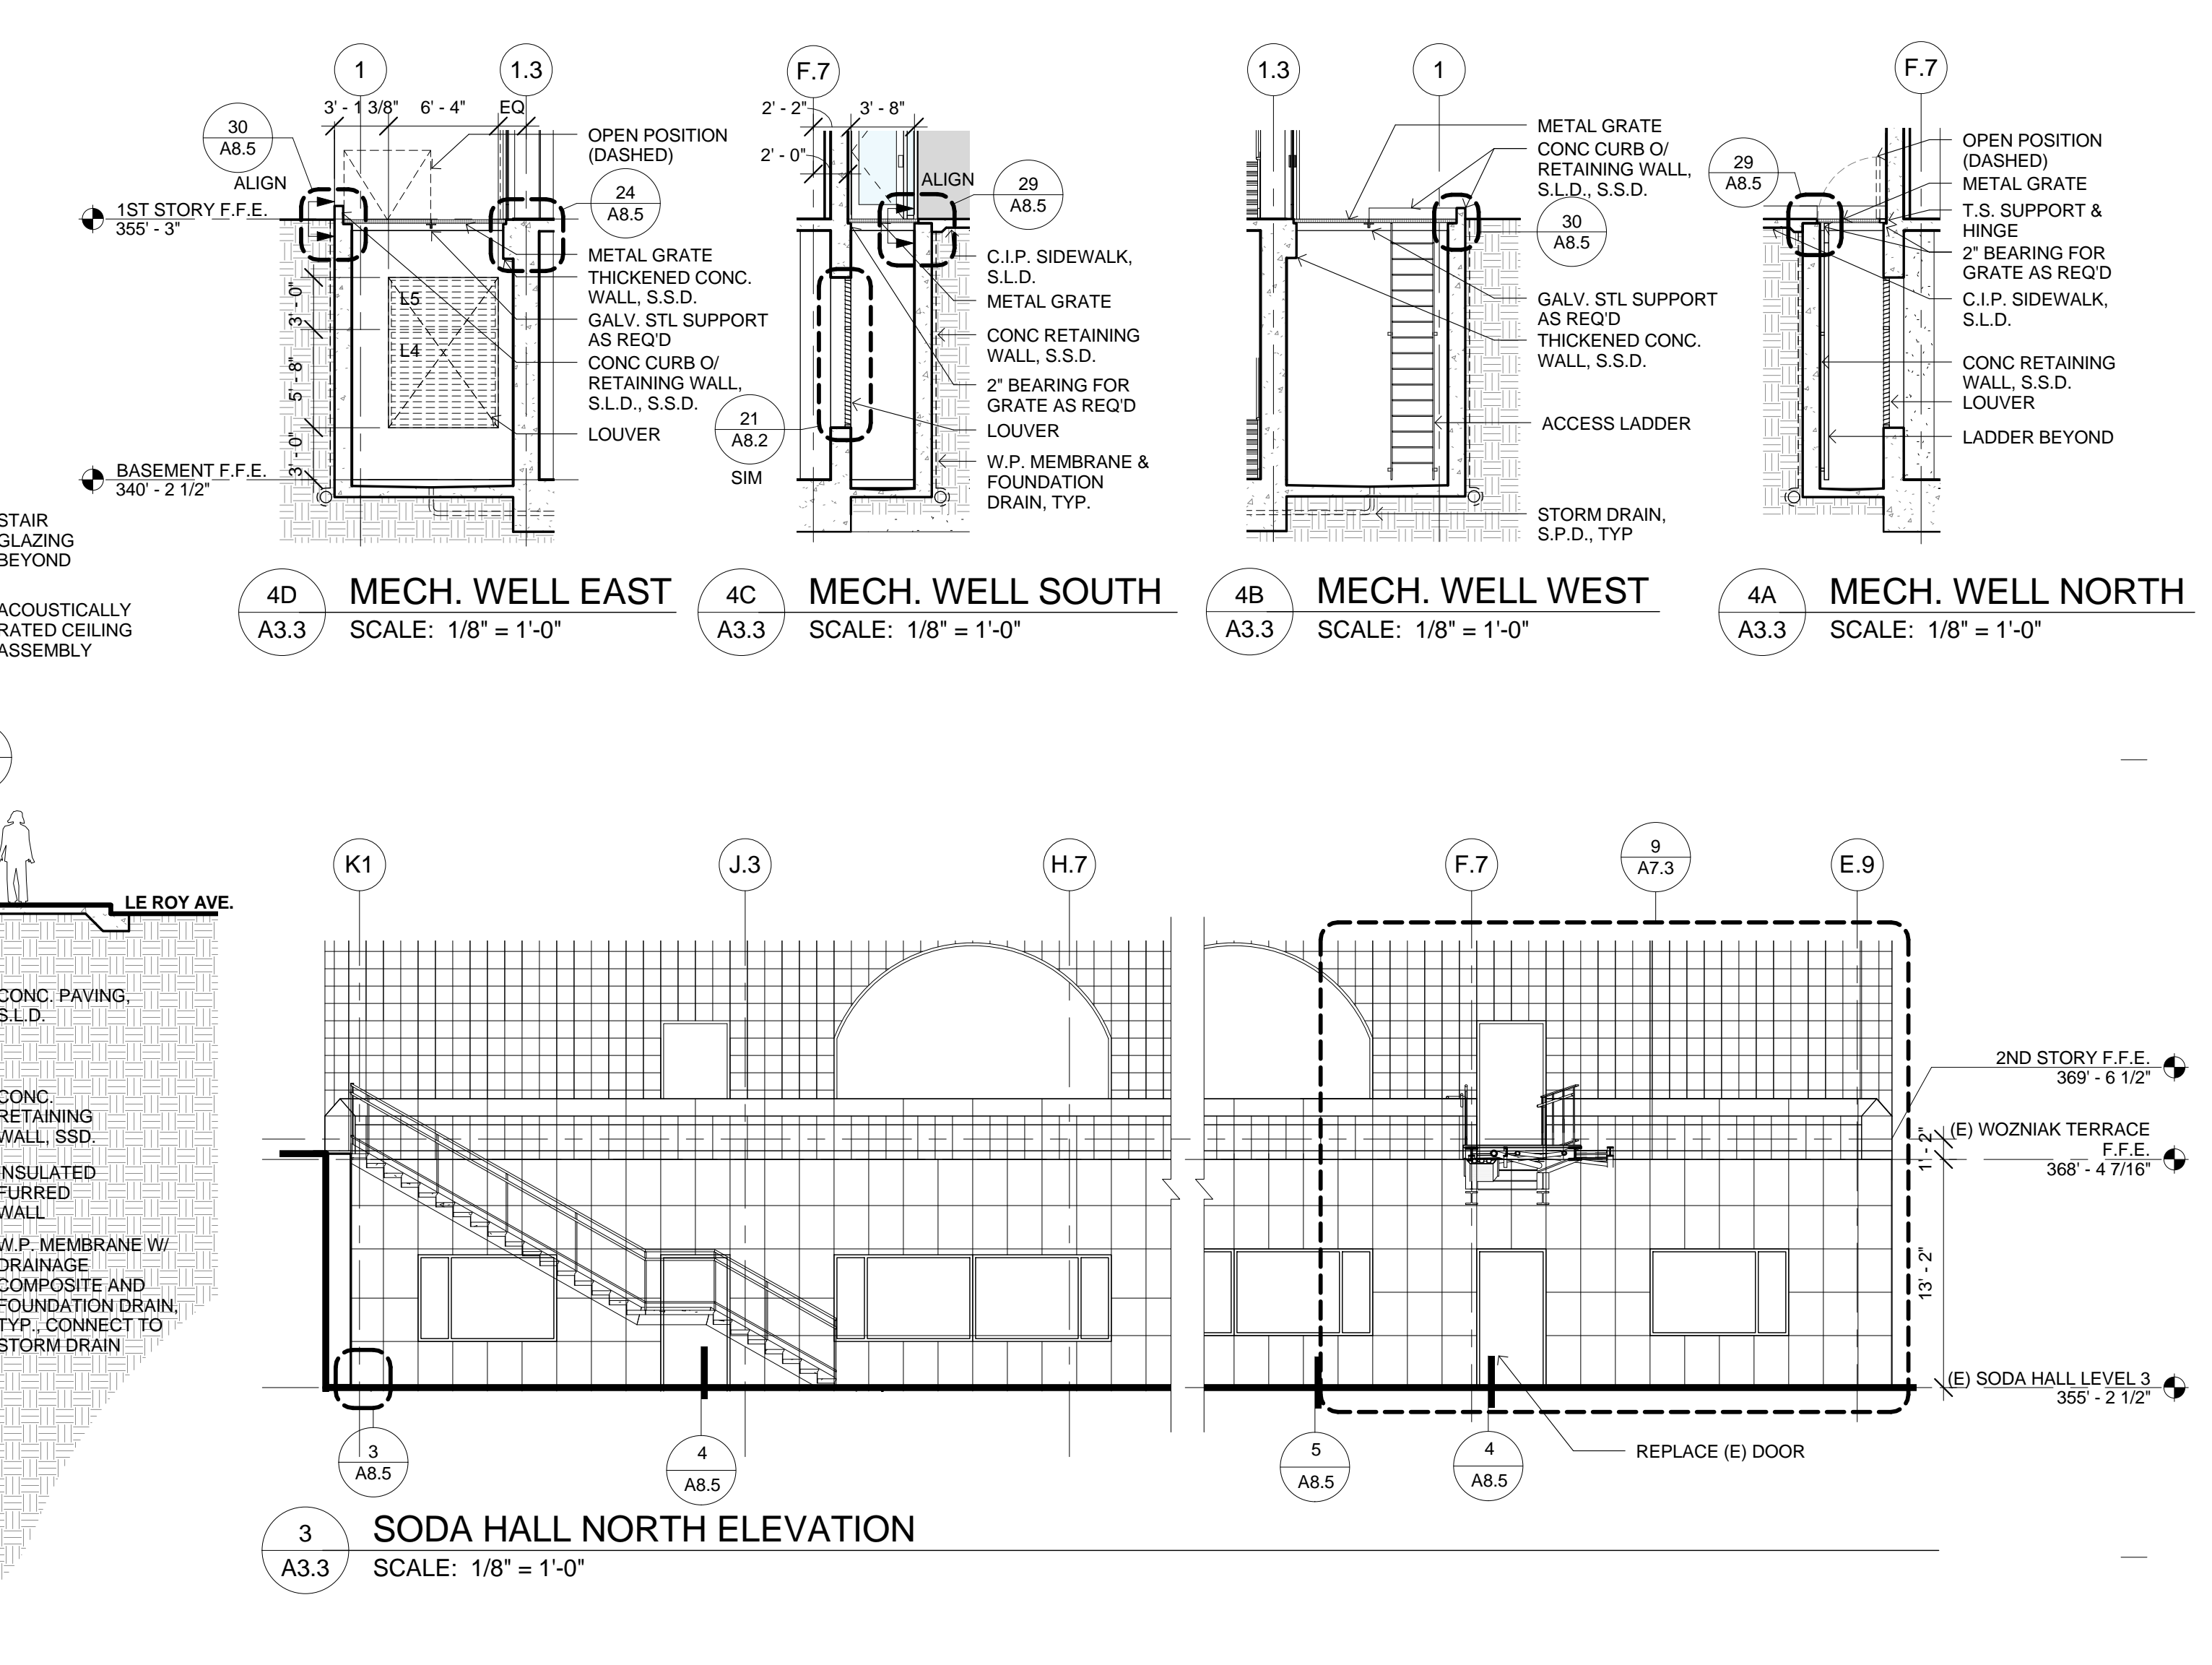 1
1.3
3' - 1 3/8"
6' - 4"
EQ
30
A8.5
ALIGN
OPEN POSITION
(DASHED)
24
A8.5
1ST STORY F.F.E.
355' - 3"
METAL GRATE
THICKENED CONC.
WALL, S.S.D.
GALV. STL SUPPORT
AS REQ'D
CONC CURB O/
RETAINING WALL,
S.L.D., S.S.D.
LOUVER
L5
L4
3' - 0"
5' - 8"
3' - 0"
BASEMENT F.F.E.
340' - 2 1/2"
4D
A3.3
MECH. WELL EAST
SCALE: 1/8" = 1'-0"
F.7
2' - 2"
3' - 8"
2' - 0"
ALIGN
29
A8.5
C.I.P. SIDEWALK,
S.L.D.
METAL GRATE
CONC RETAINING
WALL, S.S.D.
2" BEARING FOR
GRATE AS REQ'D
LOUVER
W.P. MEMBRANE &
FOUNDATION
DRAIN, TYP.
21
A8.2
SIM
4C
A3.3
MECH. WELL SOUTH
SCALE: 1/8" = 1'-0"
1.3
1
METAL GRATE
CONC CURB O/
RETAINING WALL,
S.L.D., S.S.D.
30
A8.5
GALV. STL SUPPORT
AS REQ'D
THICKENED CONC.
WALL, S.S.D.
ACCESS LADDER
STORM DRAIN,
S.P.D., TYP
4B
A3.3
MECH. WELL WEST
SCALE: 1/8" = 1'-0"
F.7
29
A8.5
OPEN POSITION
(DASHED)
METAL GRATE
T.S. SUPPORT &
HINGE
2" BEARING FOR
GRATE AS REQ'D
C.I.P. SIDEWALK,
S.L.D.
CONC RETAINING
WALL, S.S.D.
LOUVER
LADDER BEYOND
4A
A3.3
MECH. WELL NORTH
SCALE: 1/8" = 1'-0"
STAIR
GLAZING
BEYOND
ACOUSTICALLY
RATED CEILING
ASSEMBLY
LE ROY AVE.
CONC. PAVING,
S.L.D.
CONC.
RETAINING
WALL, SSD.
INSULATED
FURRED
WALL
W.P. MEMBRANE W/
DRAINAGE
COMPOSITE AND
FOUNDATION DRAIN,
TYP., CONNECT TO
STORM DRAIN
K1
J.3
H.7
F.7
9
A7.3
E.9
2ND STORY F.F.E.
369' - 6 1/2"
(E) WOZNIAK TERRACE
F.F.E.
368' - 4 7/16"
1' - 2"
13' - 2"
(E) SODA HALL LEVEL 3
355' - 2 1/2"
3
A8.5
4
A8.5
5
A8.5
4
A8.5
REPLACE (E) DOOR
3
A3.3
SODA HALL NORTH ELEVATION
SCALE: 1/8" = 1'-0"